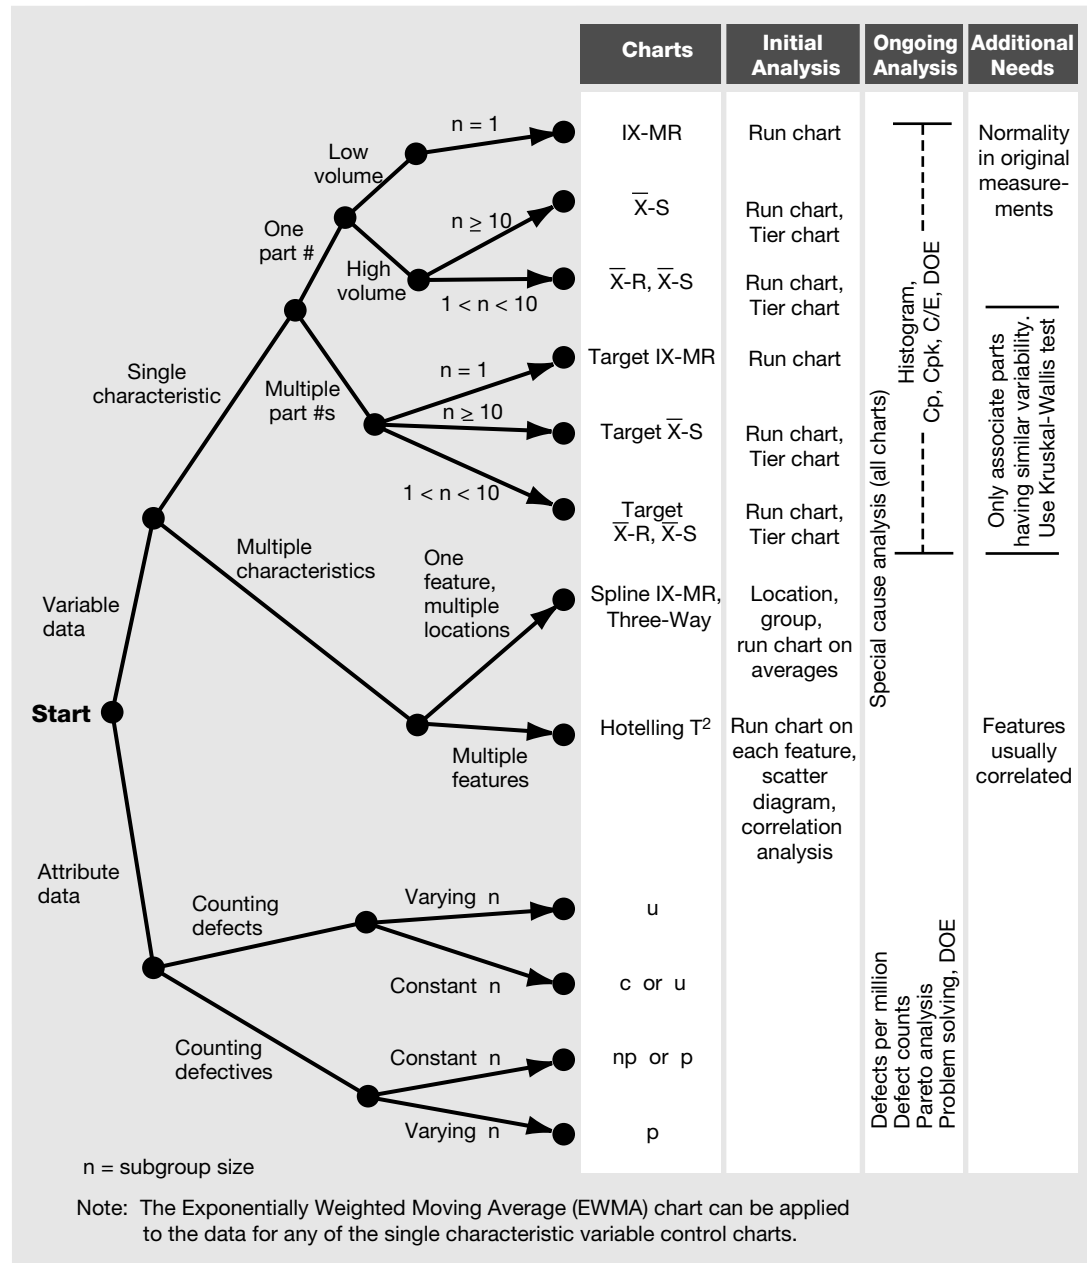 Charts
Initial
Analysis
Ongoing
Analysis
Additional
Needs
n = 1
Low
volume
One
part #
High
volume
n ≥ 10
1 < n < 10
Single
characteristic
Multiple
part #s
n = 1
n ≥ 10
1 < n < 10
Multiple
characteristics
One
feature,
multiple
locations
Variable
data
Start
Multiple
features
Attribute
data
Counting
defects
Varying n
Constant n
Counting
defectives
Constant n
Varying n
IX-MR
X̅-S
X̅-R, X̅-S
Target IX-MR
Target X̅-S
Target
X̅-R, X̅-S
Spline IX-MR,
Three-Way
Hotelling T²
u
c or u
np or p
p
Run chart
Run chart,
Tier chart
Run chart,
Tier chart
Run chart
Run chart,
Tier chart
Run chart,
Tier chart
Location,
group,
run chart on
averages
Run chart on
each feature,
scatter
diagram,
correlation
analysis
Special cause analysis (all charts)
Histogram,
Cp, Cpk, C/E, DOE
Defects per million
Defect counts
Pareto analysis
Problem solving, DOE
Normality
in original
measure-
ments
Only associate parts
having similar variability.
Use Kruskal-Wallis test
Features
usually
correlated
n = subgroup size
Note: The Exponentially Weighted Moving Average (EWMA) chart can be applied
to the data for any of the single characteristic variable control charts.